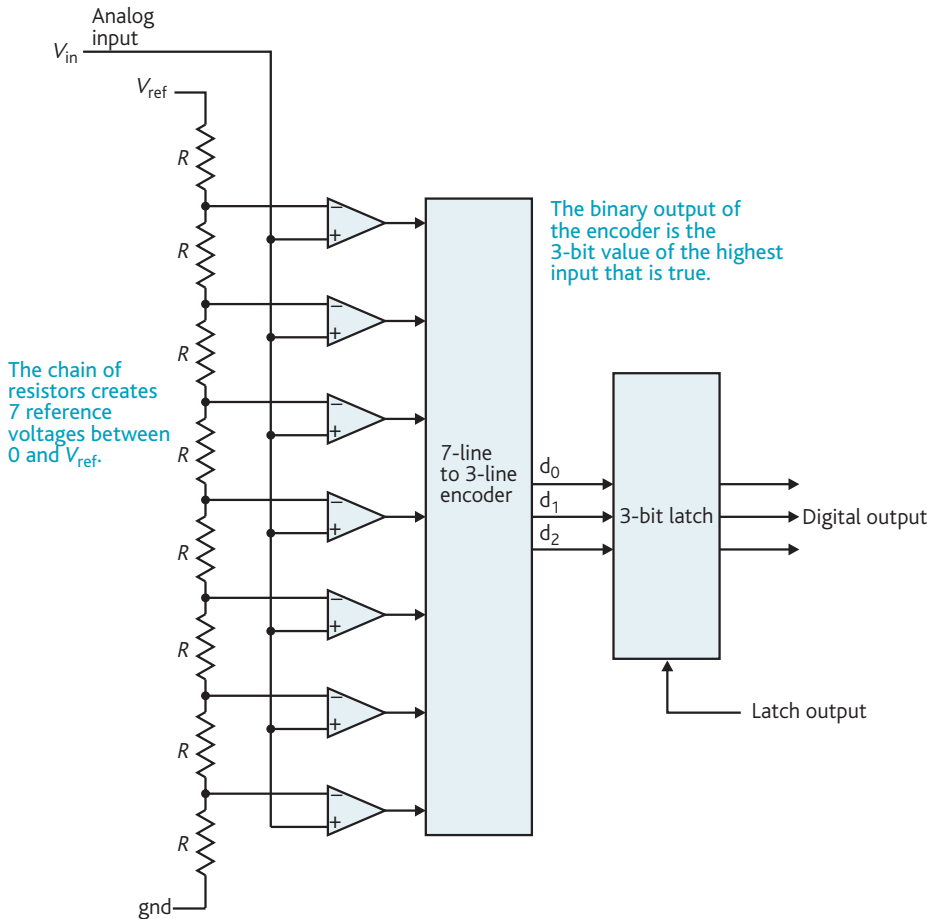 Analog
input
Vin
Vref
R
−
+
R
−
+
R
−
+
R
−
+
R
−
+
R
−
+
R
−
+
R
gnd
The chain of
resistors creates
7 reference
voltages between
0 and Vref.
7-line
to 3-line
encoder
The binary output of
the encoder is the
3-bit value of the highest
input that is true.
d0
d1
d2
3-bit latch
Digital output
Latch output